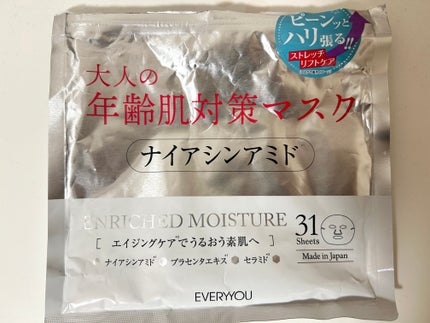 ピーンッと
ハリ張る!!
ストレッチ
リフトケア
大人の
年齢肌対策マスク
ナイアシンアミド
ENRICHED MOISTURE
[ エイジングケアでうるおう素肌へ ]
ナイアシンアミド プラセンタエキス セラミド
31
Sheets
Made in Japan
EVERYYOU